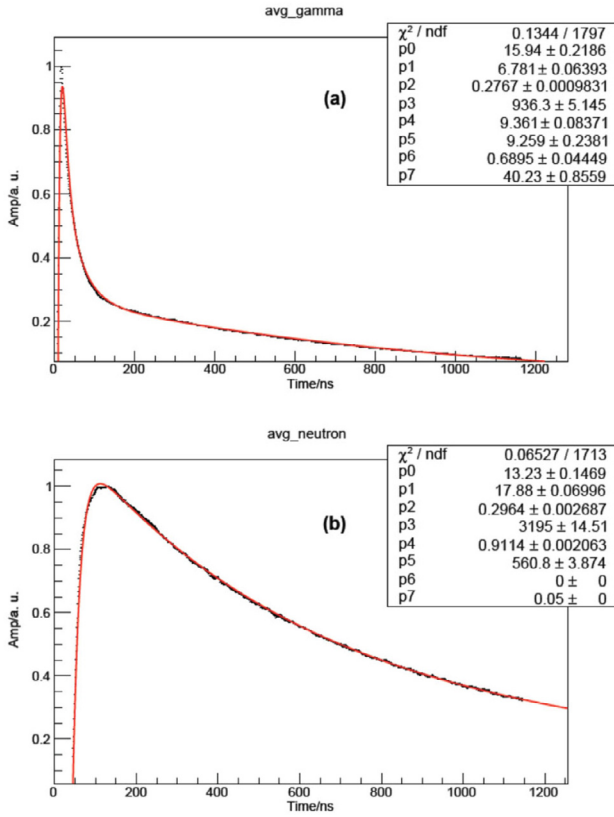 avg_gamma
χ² / ndf 0.1344 / 1797
p0 15.94 ± 0.2186
p1 6.781 ± 0.06393
p2 0.2767 ± 0.0009831
p3 936.3 ± 5.145
p4 9.361 ± 0.08371
p5 9.259 ± 0.2381
p6 0.6895 ± 0.04449
p7 40.23 ± 0.8559
(a)
Amp/a. u.
1
0.8
0.6
0.4
0.2
0 200 400 600 800 1000 1200
Time/ns
avg_neutron
χ² / ndf 0.06527 / 1713
p0 13.23 ± 0.1469
p1 17.88 ± 0.06996
p2 0.2964 ± 0.002687
p3 3195 ± 14.51
p4 0.9114 ± 0.002063
p5 560.8 ± 3.874
p6 0 ± 0
p7 0.05 ± 0
(b)
Amp/a. u.
1
0.8
0.6
0.4
0.2
0 200 400 600 800 1000 1200
Time/ns